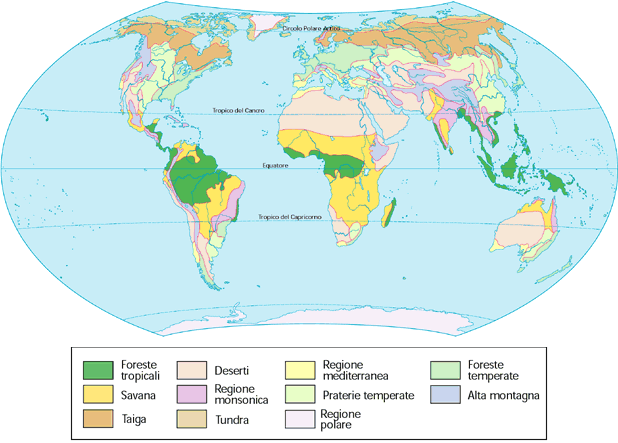 Circolo Polare Artico
Tropico del Cancro
Equatore
Tropico del Capricorno
Foreste tropicali
Deserti
Regione mediterranea
Foreste temperate
Savana
Regione monsonica
Praterie temperate
Alta montagna
Taiga
Tundra
Regione polare